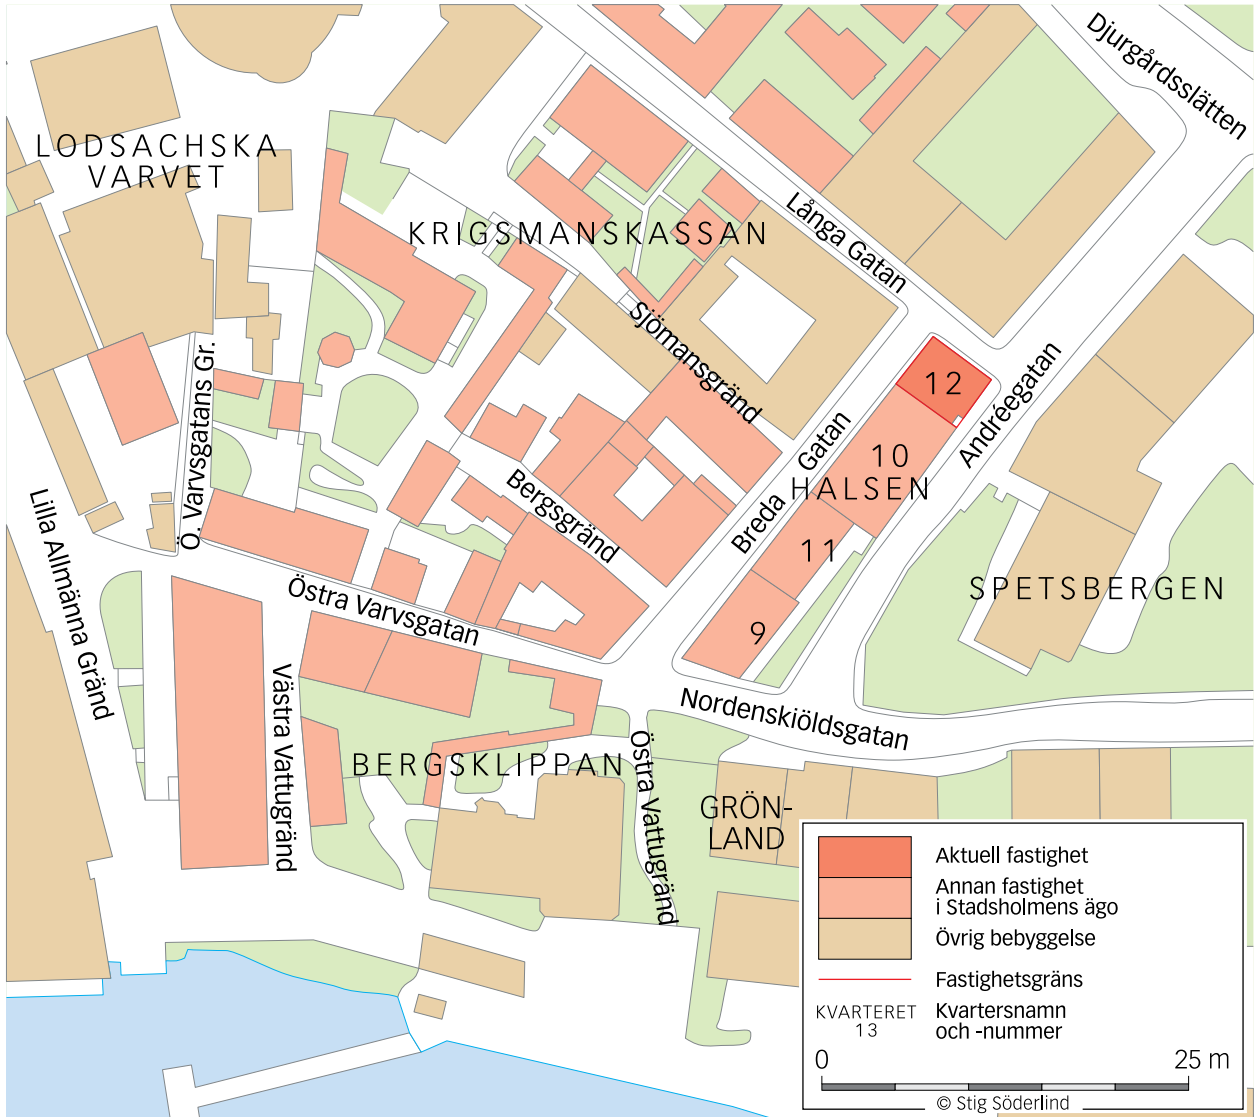 Djurgårdsslätten
LODSACHSKA
VARVET
KRIGSMANSKASSAN
Långa Gatan
Sjömansgränd
12
Andréegatan
Ö. Varvsgatans Gr.
Breda Gatan
10
HALSEN
Bergsgränd
Lilla Allmänna Gränd
11
SPETSBERGEN
Östra Varvsgatan
9
Västra Vattugränd
Nordenskiöldsgatan
BERGSKLIPPAN
Östra Vattugränd
GRÖN-
LAND
Aktuell fastighet
Annan fastighet
i Stadsholmens ägo
Övrig bebyggelse
Fastighetsgräns
KVARTERET
13
Kvartersnamn
och -nummer
0 25 m
© Stig Söderlind